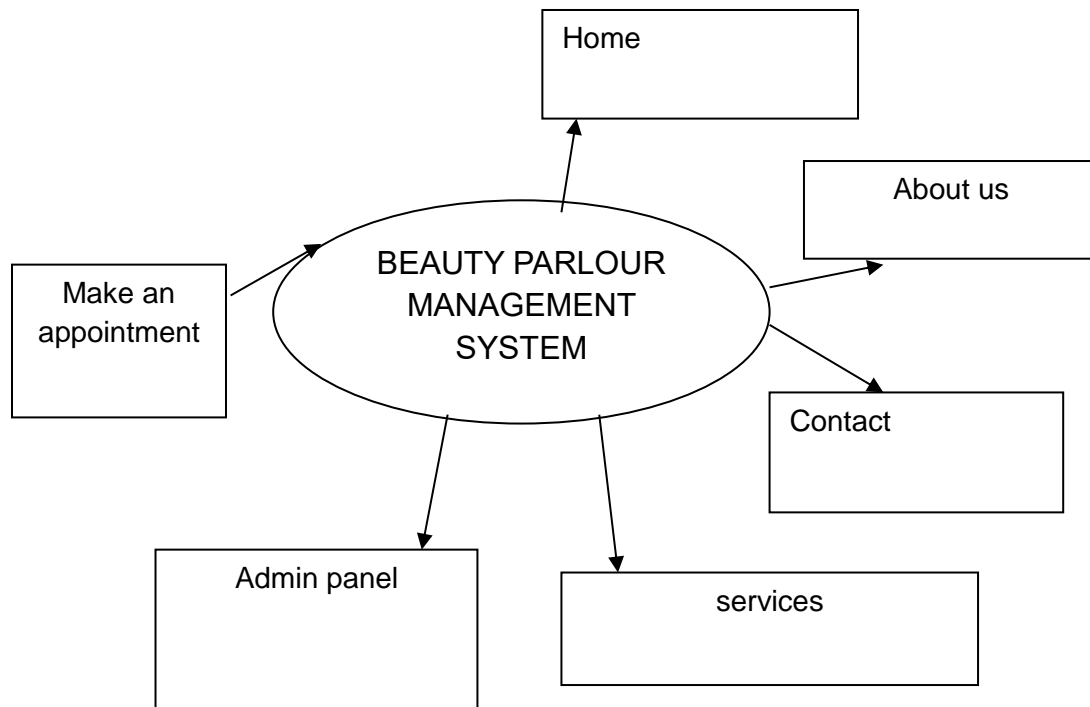 Home
About us
BEAUTY PARLOUR
MANAGEMENT
SYSTEM
Make an
appointment
Contact
Admin panel
services